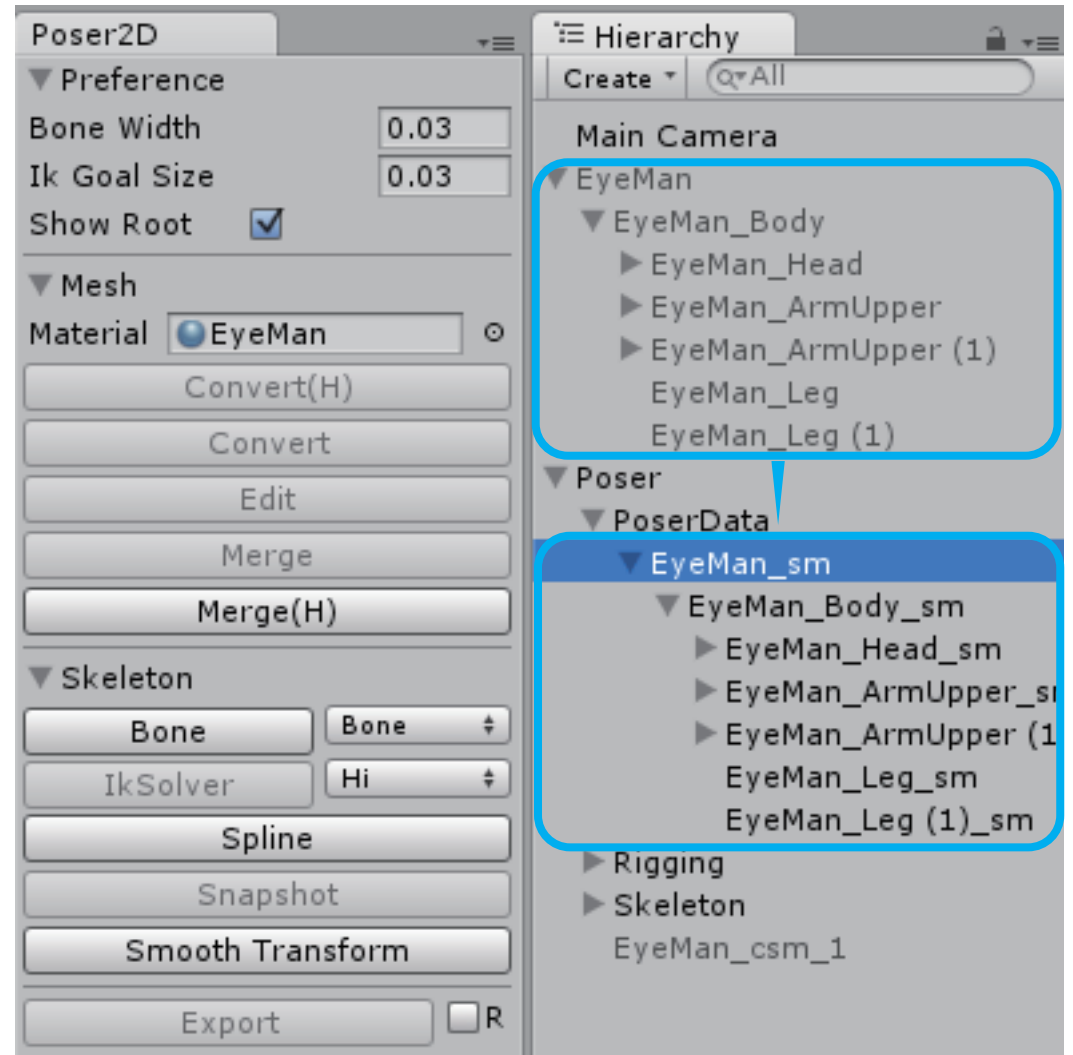 Poser2D
Preference
Bone Width 0.03
Ik Goal Size 0.03
Show Root
Mesh
Material EyeMan
Convert(H)
Convert
Edit
Merge
Merge(H)
Skeleton
Bone Bone
IkSolver Hi
Spline
Snapshot
Smooth Transform
Export R
Hierarchy
Create All
Main Camera
EyeMan
EyeMan_Body
EyeMan_Head
EyeMan_ArmUpper
EyeMan_ArmUpper (1)
EyeMan_Leg
EyeMan_Leg (1)
Poser
PoserData
EyeMan_sm
EyeMan_Body_sm
EyeMan_Head_sm
EyeMan_ArmUpper_s
EyeMan_ArmUpper (1
EyeMan_Leg_sm
EyeMan_Leg (1)_sm
Rigging
Skeleton
EyeMan_csm_1